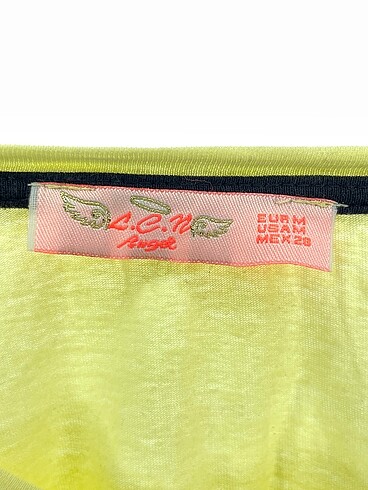 L.C.N
Angel
EUR M
USA M
MEX 28